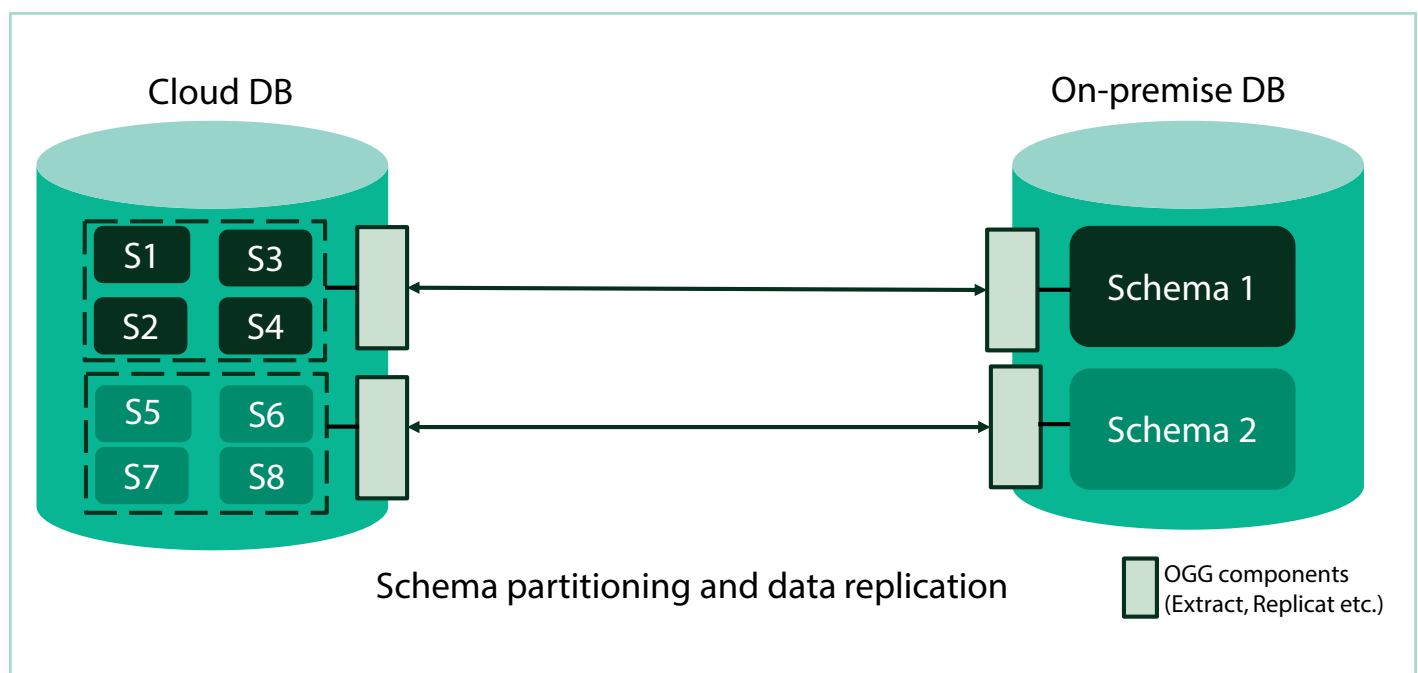 Cloud DB
On-premise DB
S1
S3
S2
S4
S5
S6
S7
S8
Schema 1
Schema 2
Schema partitioning and data replication
OGG components
(Extract, Replicat etc.)